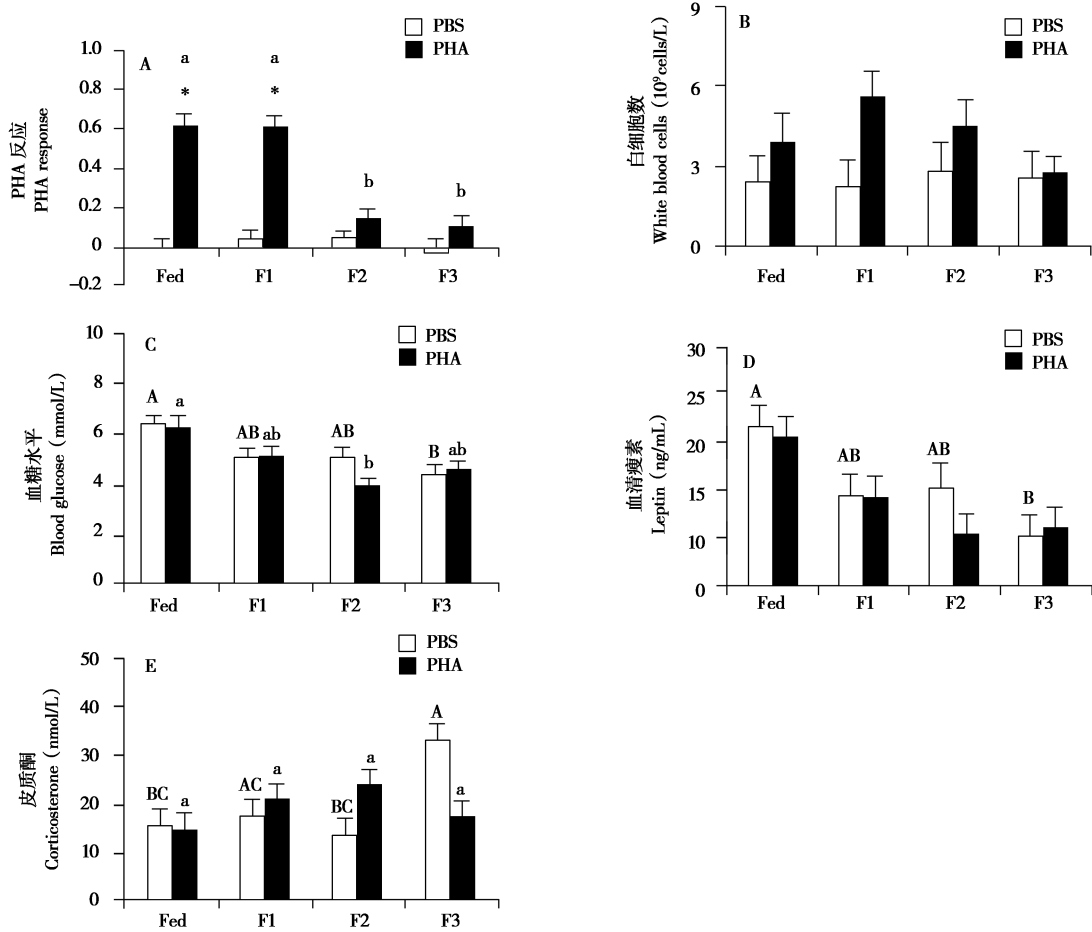 PHA 反应
PHA response
A
PBS
PHA
1.0
0.8
0.6
0.4
0.2
0
–0.2
a
*
a
*
b
b
Fed
F1
F2
F3
白细胞数
White blood cells (10⁹cells/L)
B
PBS
PHA
9
6
3
0
Fed
F1
F2
F3
血糖水平
Blood glucose (mmol/L)
C
PBS
PHA
10
8
6
4
2
0
A a
AB ab
AB
b
B ab
Fed
F1
F2
F3
血清瘦素
Leptin (ng/mL)
D
PBS
PHA
30
25
20
15
10
0
A
AB
AB
B
Fed
F1
F2
F3
皮质酮
Corticosterone (nmol/L)
E
PBS
PHA
50
40
30
20
10
0
BC a
AC a
BC a
A
a
Fed
F1
F2
F3